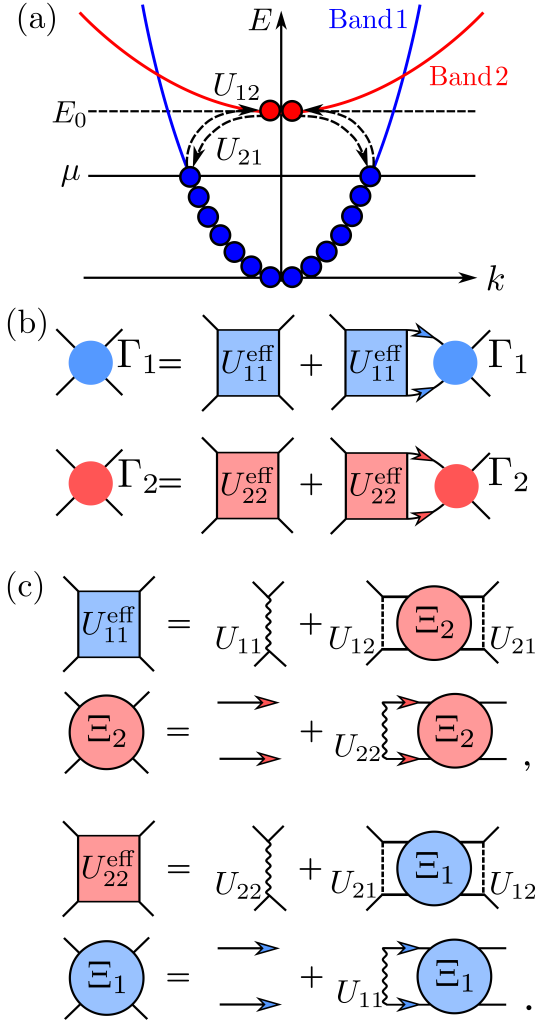 (a)
E
Band1
Band2
U₁₂
E₀
U₂₁
μ
k
(b)
Γ₁ = U₁₁ᵉᶠᶠ + U₁₁ᵉᶠᶠ Γ₁
Γ₂ = U₂₂ᵉᶠᶠ + U₂₂ᵉᶠᶠ Γ₂
(c)
U₁₁ᵉᶠᶠ = U₁₁ + U₁₂ Ξ₂ U₂₁
Ξ₂ = + U₂₂ Ξ₂ ,
U₂₂ᵉᶠᶠ = U₂₂ + U₂₁ Ξ₁ U₁₂
Ξ₁ = + U₁₁ Ξ₁ .